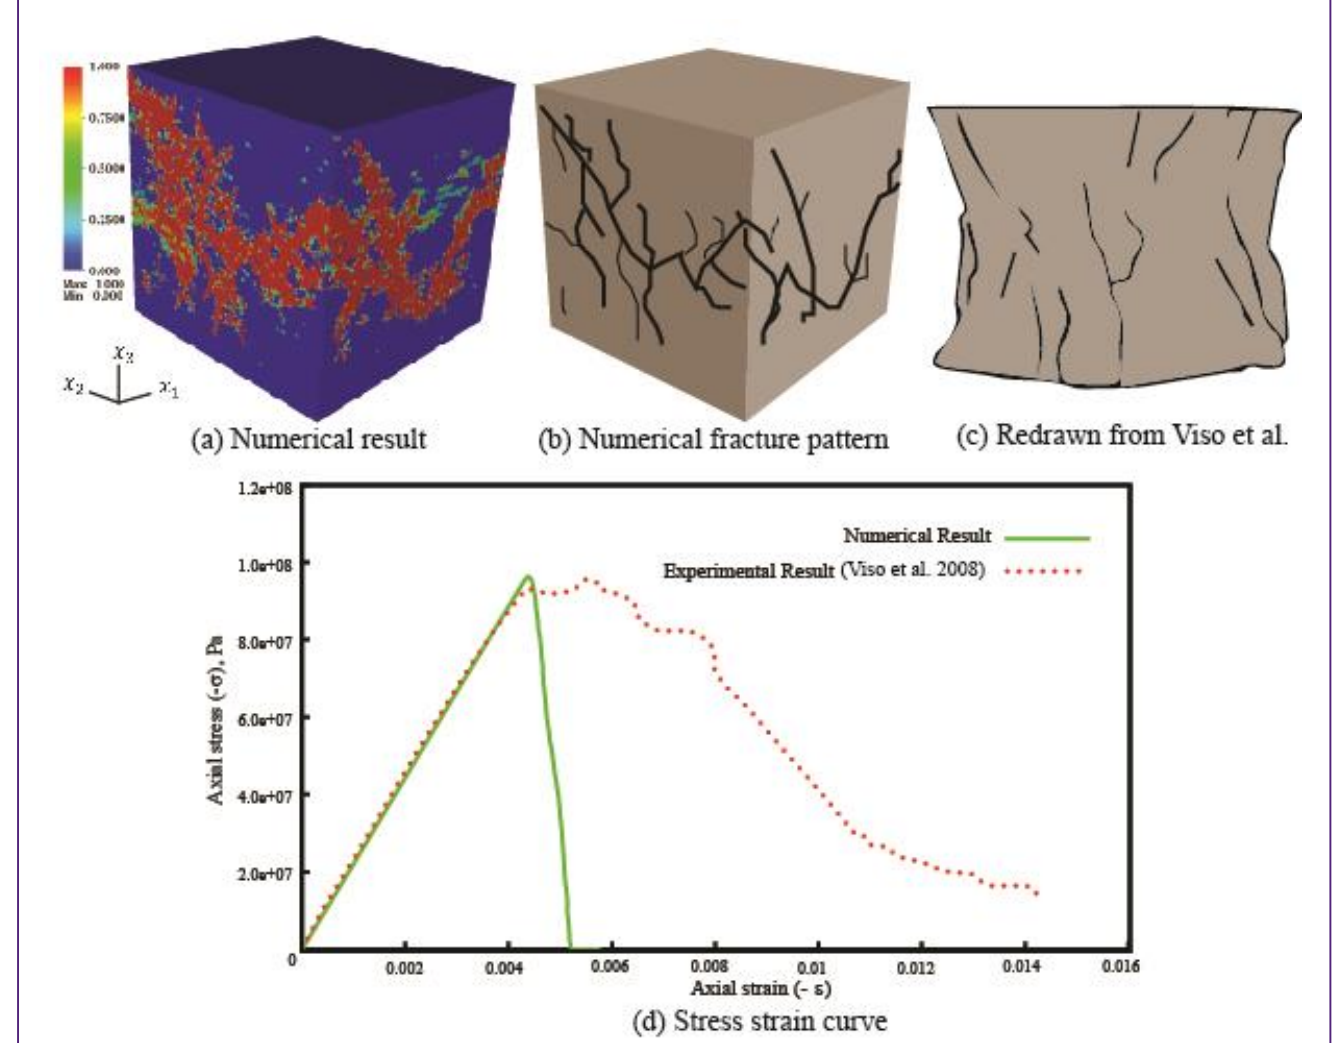 1.000
0.7500
0.5000
0.2500
0.000
Max: 1.000
Min 0.000
x₃
x₂
x₁
(a) Numerical result
(b) Numerical fracture pattern
(c) Redrawn from Viso et al.
1.2e+08
Numerical Result
1.0e+08
Experimental Result (Viso et al. 2008)
8.0e+07
Axial stress (-σ), Pa
6.0e+07
4.0e+07
2.0e+07
0
0.002
0.004
0.006
0.008
0.01
0.012
0.014
0.016
Axial strain (- ε)
(d) Stress strain curve